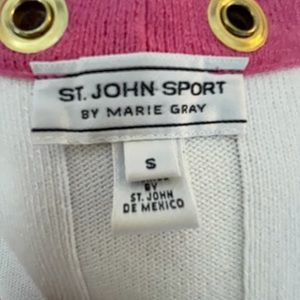 ST. JOHN SPORT
BY MARIE GRAY
S
BY
ST. JOHN
DE MEXICO